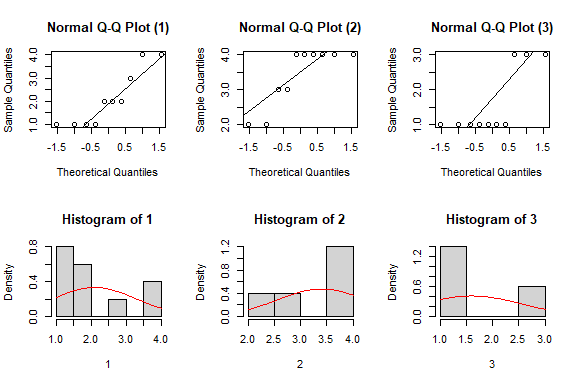 Normal Q-Q Plot (1)
Sample Quantiles
1.0 2.0 3.0 4.0
-1.5 -0.5 0.5 1.5
Theoretical Quantiles
Normal Q-Q Plot (2)
Sample Quantiles
2.0 3.0 4.0
-1.5 -0.5 0.5 1.5
Theoretical Quantiles
Normal Q-Q Plot (3)
Sample Quantiles
1.0 2.0 3.0
-1.5 -0.5 0.5 1.5
Theoretical Quantiles
Histogram of 1
Density
0.0 0.4 0.8
1.0 2.0 3.0 4.0
1
Histogram of 2
Density
0.0 0.4 1.2
2.0 2.5 3.0 3.5 4.0
2
Histogram of 3
Density
0.0 0.6 1.2
1.0 1.5 2.0 2.5 3.0
3